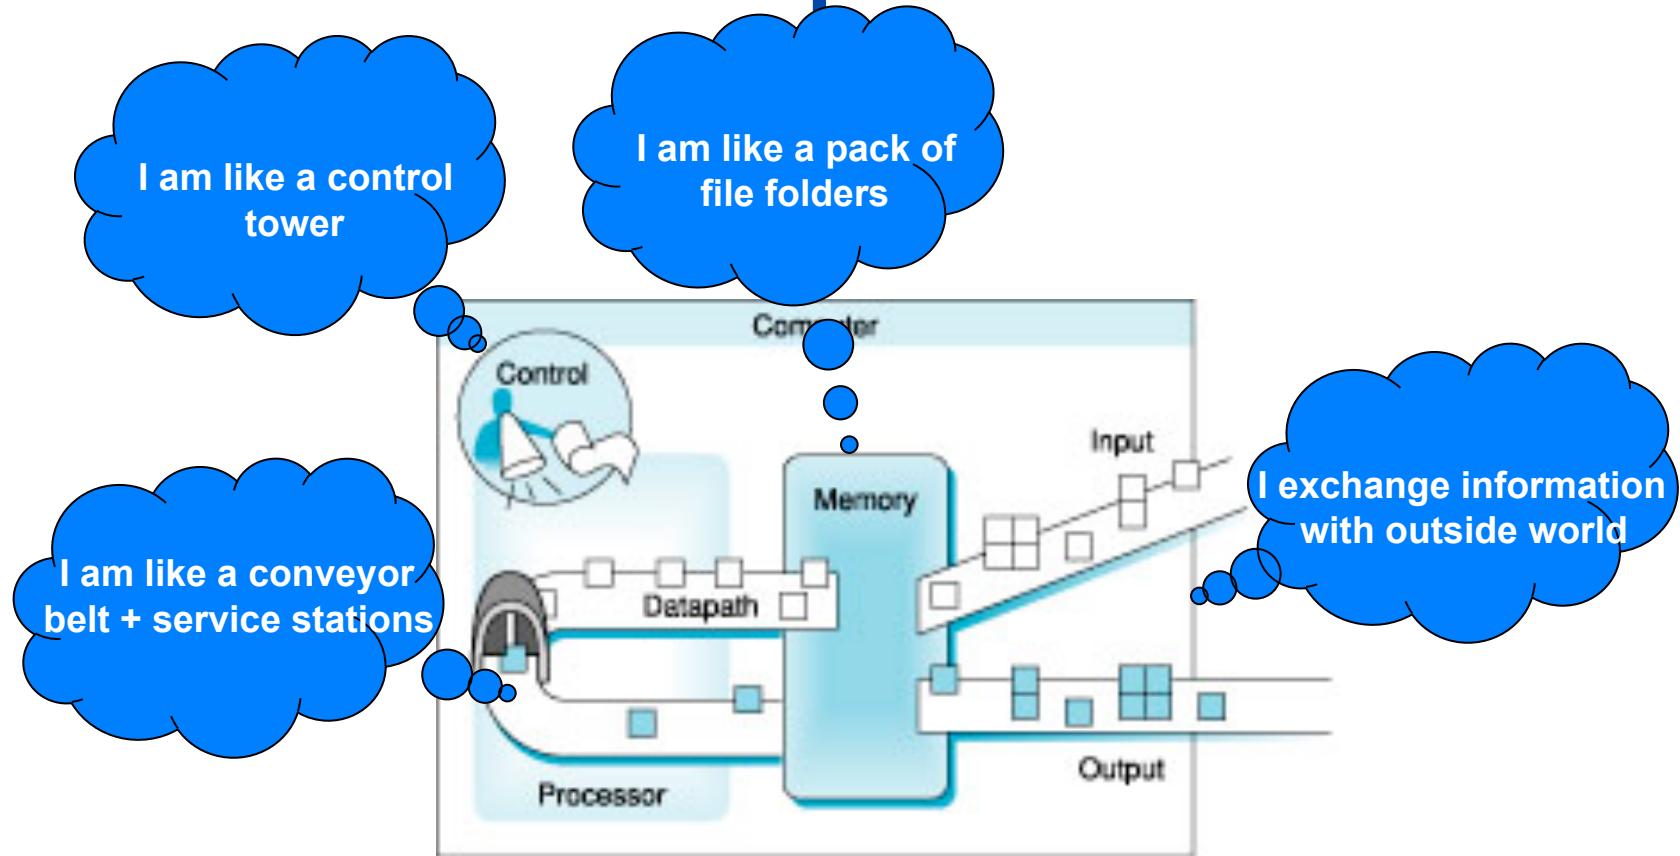 I am like a control
tower
I am like a pack of
file folders
Computer
Control
Input
I exchange information
with outside world
Memory
I am like a conveyor
belt + service stations
Datapath
Processor
Output